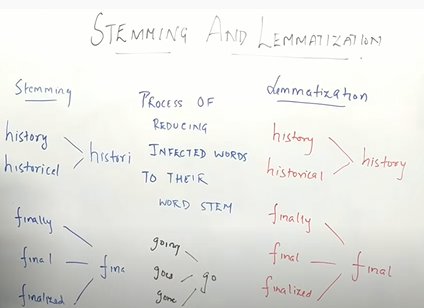 STEMMING AND LEMMATIZATION
Stemming
history
historicel
histori
finally
final
finalized
fina
PROCESS OF
REDUCING
INFECTED WORDS
TO THEIR
WORD STEM
going
goes
gone
go
Lemmatization
history
historical
history
finally
final
finalized
final